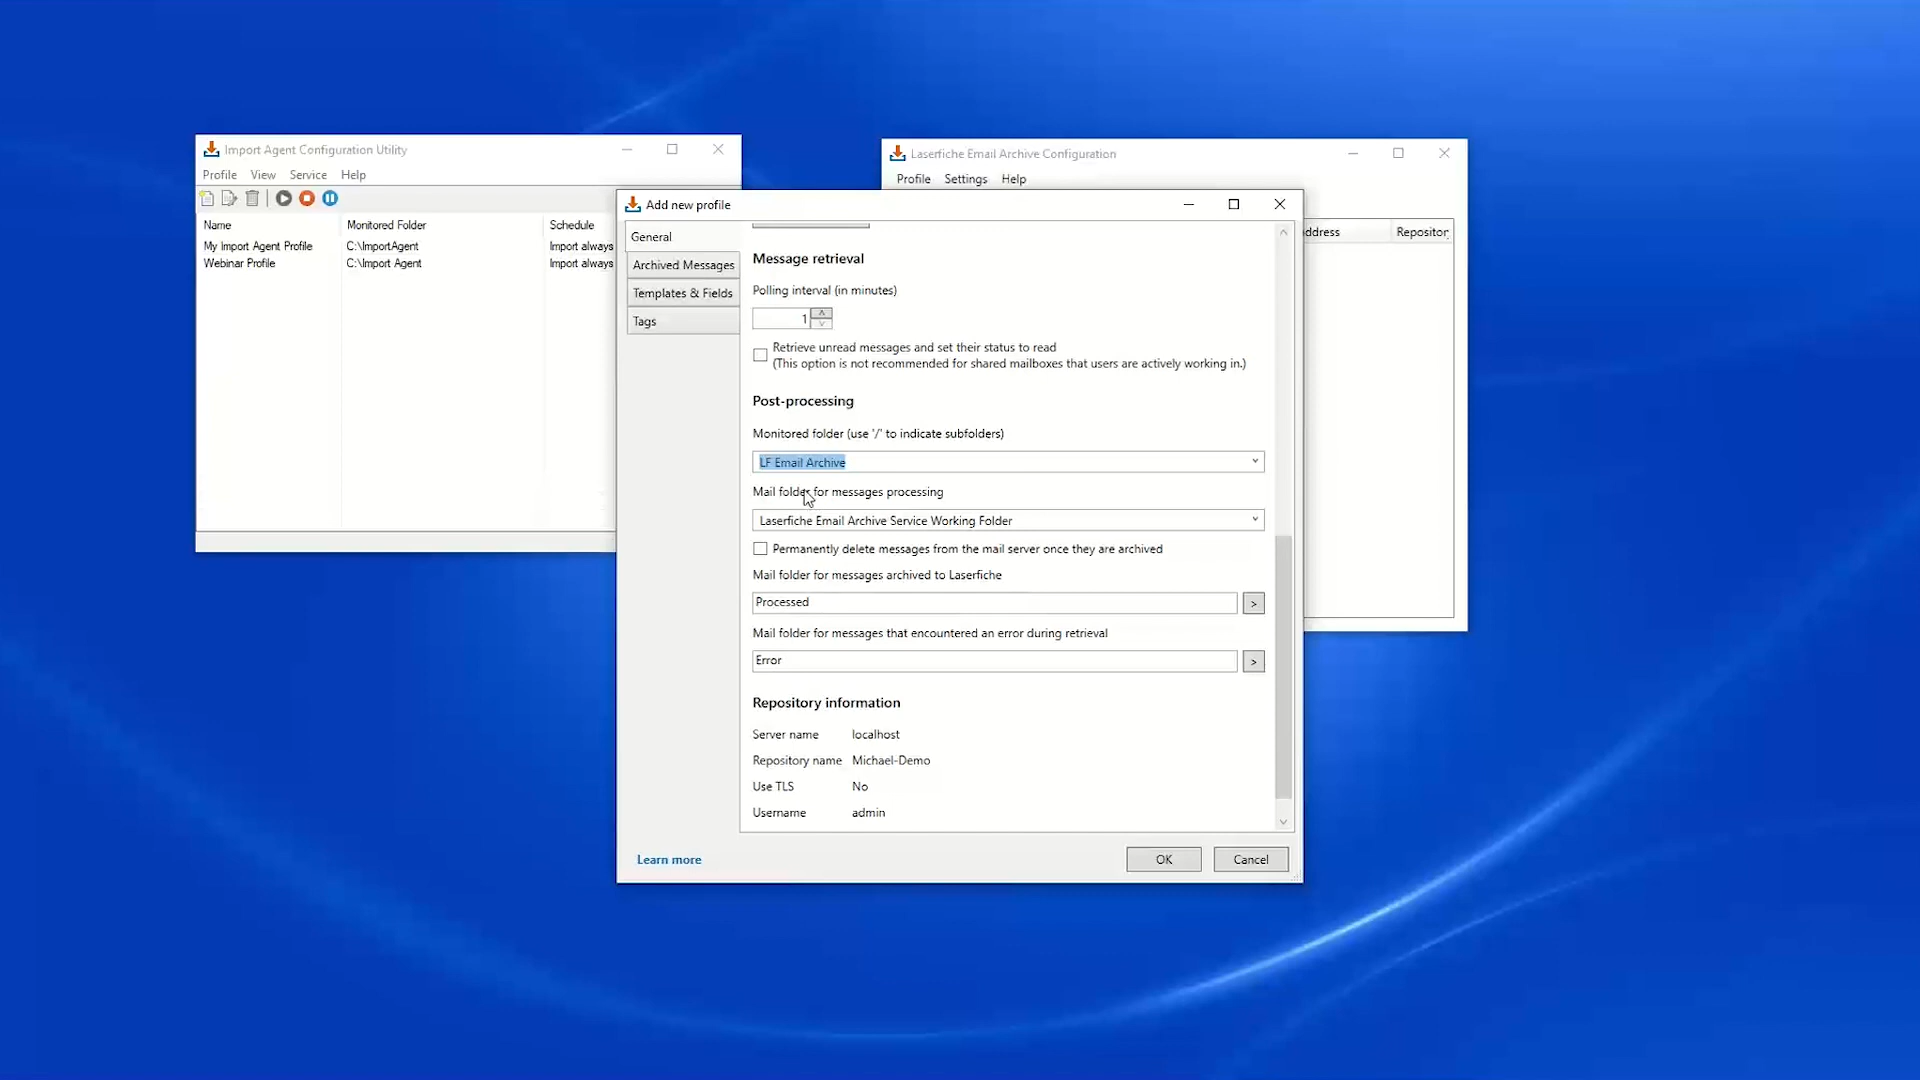 Import Agent Configuration Utility
Profile View Service Help
Name Monitored Folder Schedule
My Import Agent Profile C:\ImportAgent Import always
Webinar Profile C:\Import Agent Import always
Laserfiche Email Archive Configuration
Profile Settings Help
ddress Repositor
Add new profile
General
Archived Messages
Templates & Fields
Tags
Message retrieval
Polling interval (in minutes)
1
Retrieve unread messages and set their status to read
(This option is not recommended for shared mailboxes that users are actively working in.)
Post-processing
Monitored folder (use '/' to indicate subfolders)
LF Email Archive
Mail folder for messages processing
Laserfiche Email Archive Service Working Folder
Permanently delete messages from the mail server once they are archived
Mail folder for messages archived to Laserfiche
Processed
>
Mail folder for messages that encountered an error during retrieval
Error
>
Repository information
Server name localhost
Repository name Michael-Demo
Use TLS No
Username admin
Learn more
OK Cancel